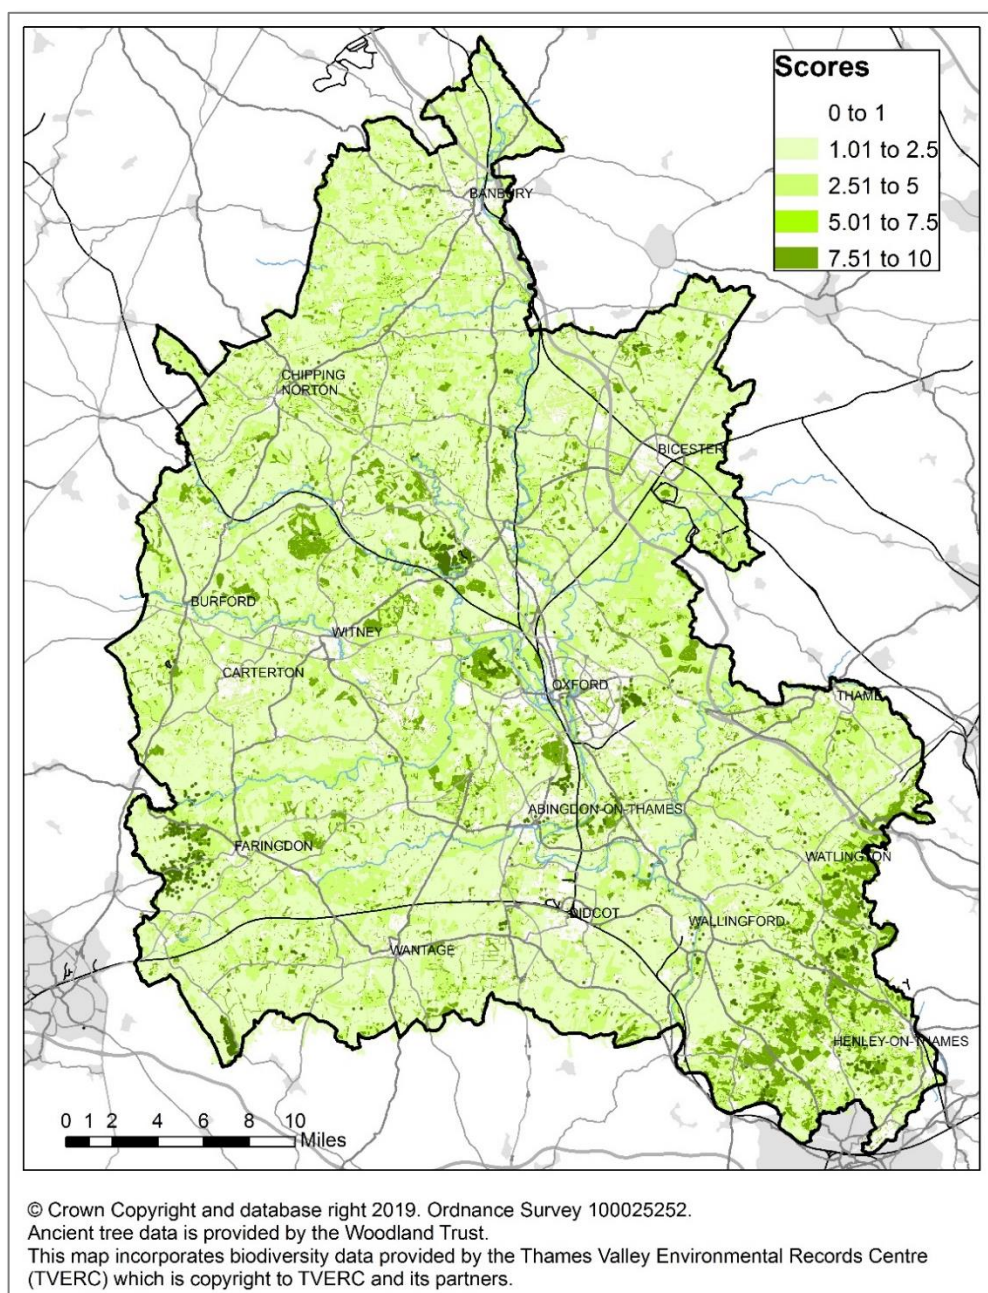 Scores
0 to 1
1.01 to 2.5
2.51 to 5
5.01 to 7.5
7.51 to 10
BANBURY
CHIPPING
NORTON
BICESTER
BURFORD
WITNEY
CARTERTON
OXFORD
THAME
ABINGDON-ON-THAMES
FARINGDON
WATLINGTON
DIDCOT
WALLINGFORD
WANTAGE
HENLEY-ON-THAMES
0 1 2 4 6 8 10
Miles
© Crown Copyright and database right 2019. Ordnance Survey 100025252.
Ancient tree data is provided by the Woodland Trust.
This map incorporates biodiversity data provided by the Thames Valley Environmental Records Centre
(TVERC) which is copyright to TVERC and its partners.